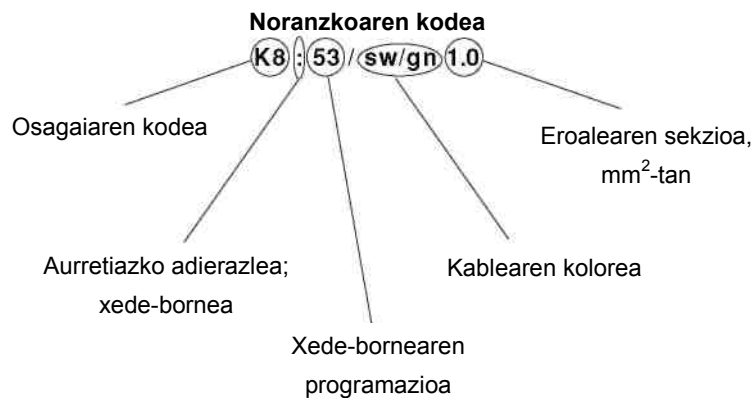 Noranzkoaren kodea
K8 : 53 / sw/gn 1.0
Osagaiaren kodea
Eroalearen sekzioa,
mm²-tan
Aurretiazko adierazlea;
xede-bornea
Kablearen kolorea
Xede-bornearen
programazioa